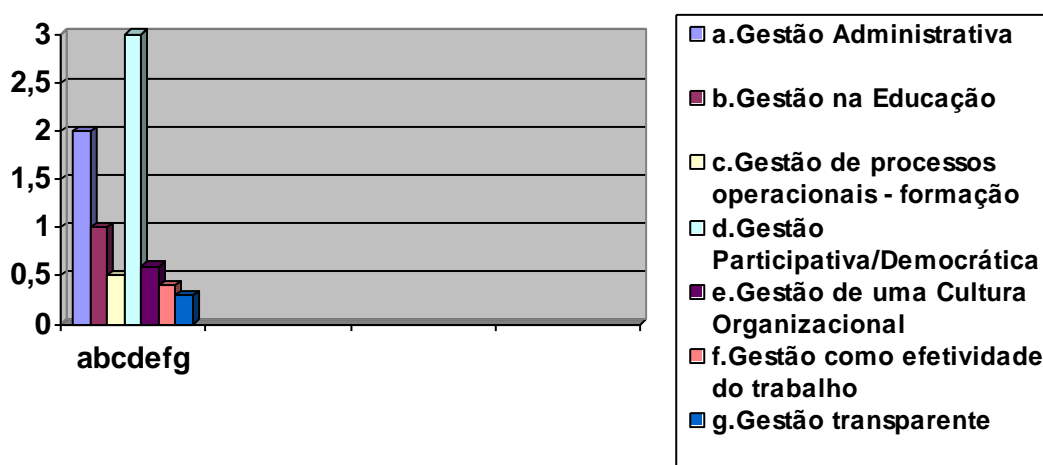 3
2,5
2
1,5
1
0,5
0
abcdefg
a.Gestão Administrativa
b.Gestão na Educação
c.Gestão de processos
operacionais - formação
d.Gestão
Participativa/Democrática
e.Gestão de uma Cultura
Organizacional
f.Gestão como efetividade
do trabalho
g.Gestão transparente